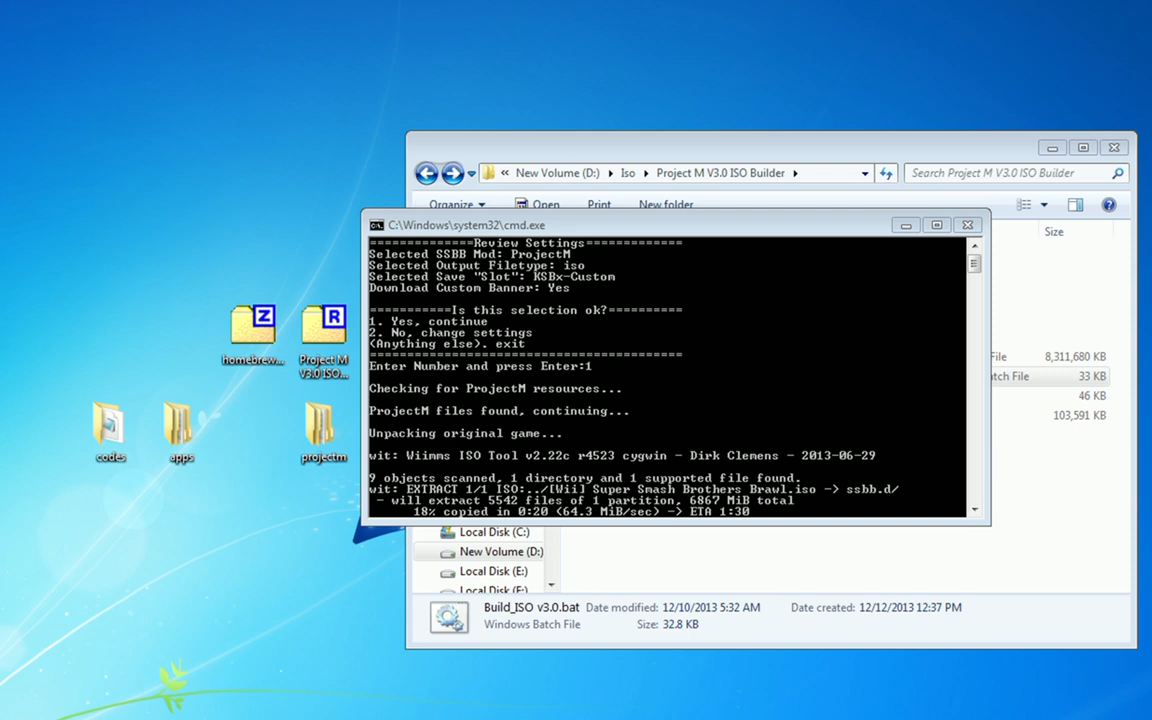 New Volume (D:)
Iso
Project M V3.0 ISO Builder
Search Project M V3.0 ISO Builder
Organize
Open
Print
New folder
C:\Windows\system32\cmd.exe
Size
==============Review Settings=============
Selected SSBB Mod: ProjectM
Selected Output Filetype: iso
Selected Save "Slot": KSBx-Custom
Download Custom Banner: Yes
===========Is this selection ok?==========
1. Yes, continue
2. No, change settings
(Anything else). exit
==========================================
Enter Number and press Enter:1
Checking for ProjectM resources...
ProjectM files found, continuing...
Unpacking original game...
wit: Wiimms ISO Tool v2.22c r4523 cygwin - Dirk Clemens - 2013-06-29
9 objects scanned, 1 directory and 1 supported file found.
wit: EXTRACT 1/1 ISO:../[Wii] Super Smash Brothers Brawl.iso -> ssbb.d/
- will extract 5542 files of 1 partition, 6867 MiB total
18% copied in 0:20 (64.3 MiB/sec) -> ETA 1:30
File 8,311,680 KB
tch File 33 KB
46 KB
103,591 KB
Z
R
homebrew...
Project M
V3.0 ISO...
codes
apps
projectm
Local Disk (C:)
New Volume (D:)
Local Disk (E:)
Local Disk (F:)
Build_ISO v3.0.bat Date modified: 12/10/2013 5:32 AM Date created: 12/12/2013 12:37 PM
Windows Batch File Size: 32.8 KB